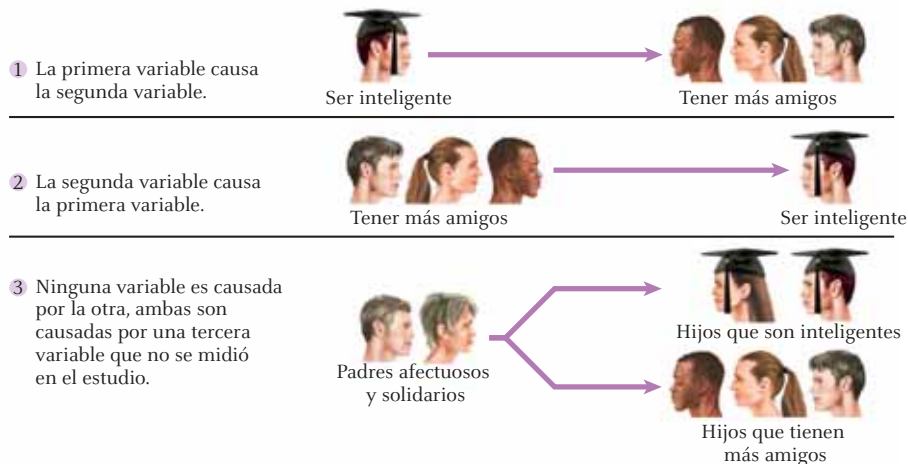 1 La primera variable causa
la segunda variable.
Ser inteligente
Tener más amigos
2 La segunda variable causa
la primera variable.
Tener más amigos
Ser inteligente
3 Ninguna variable es causada
por la otra, ambas son
causadas por una tercera
variable que no se midió
en el estudio.
Padres afectuosos
y solidarios
Hijos que son inteligentes
Hijos que tienen
más amigos